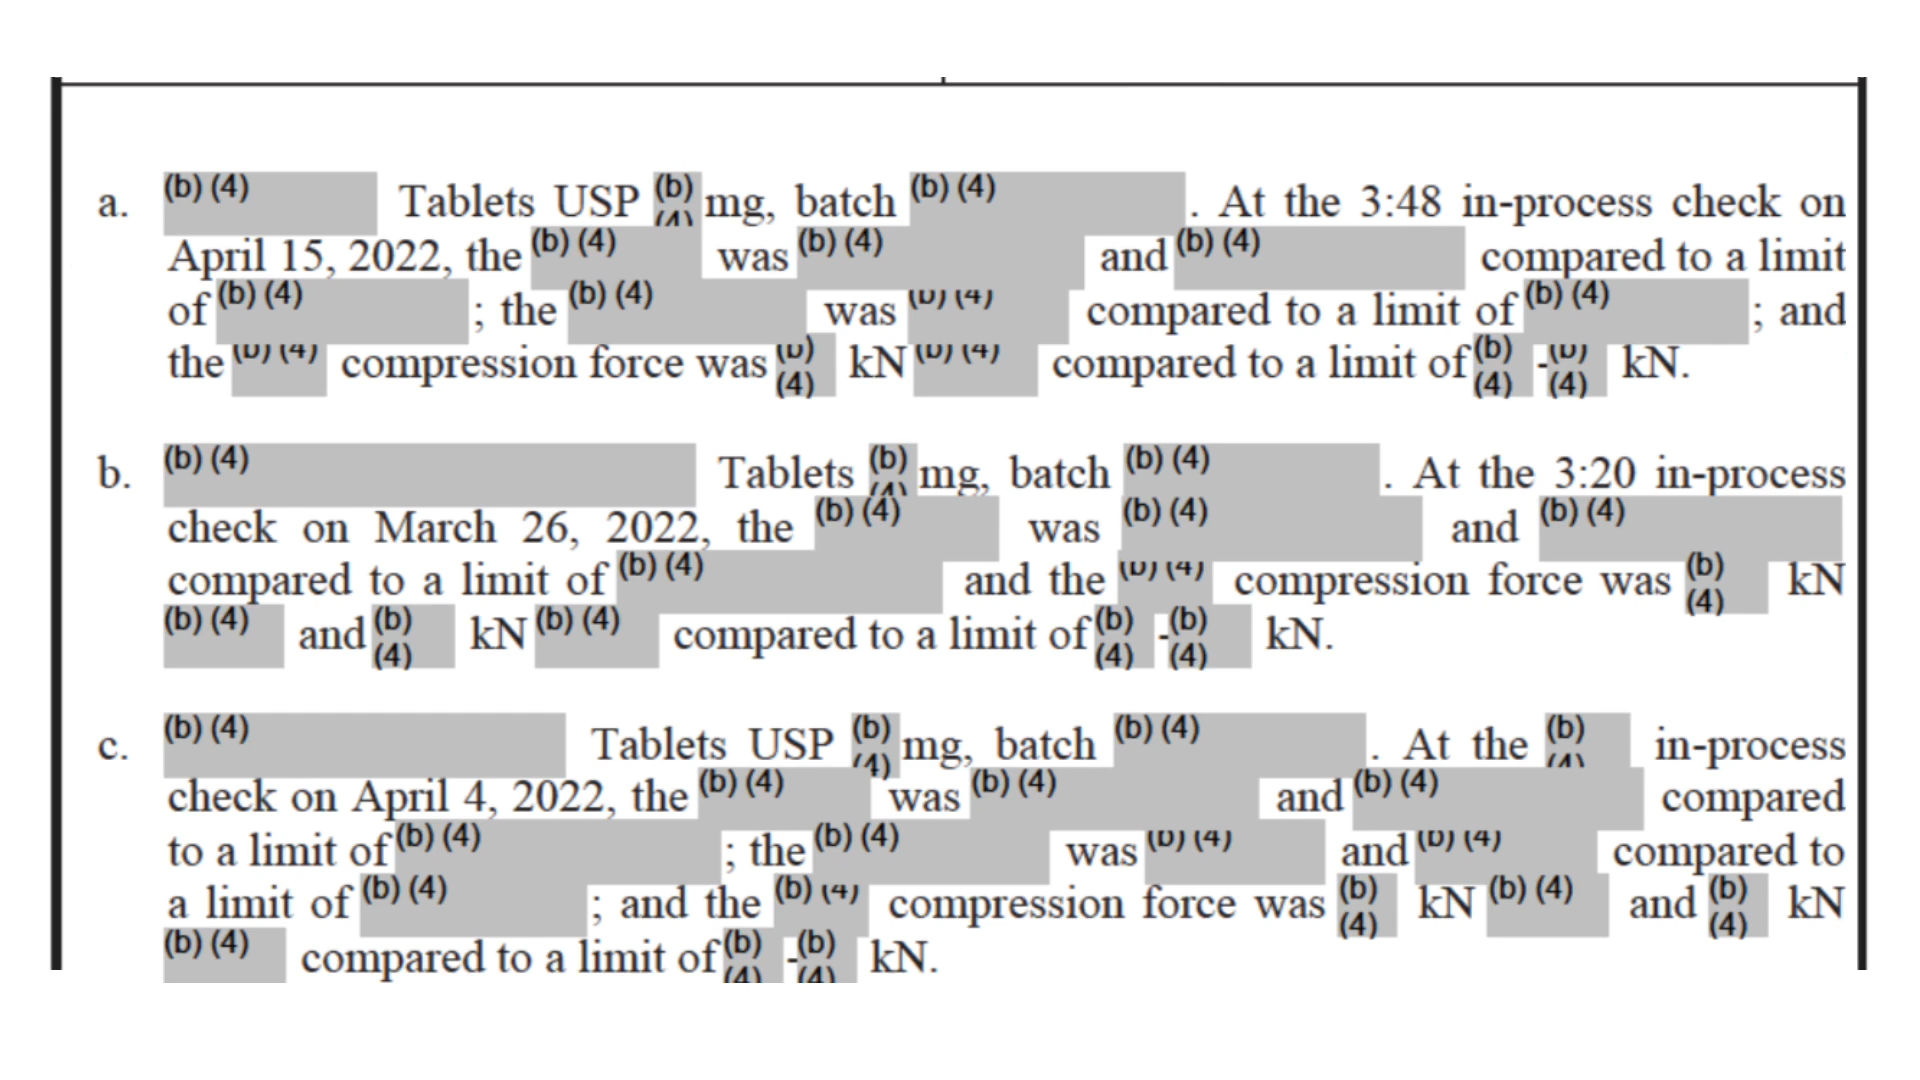 a. (b) (4) Tablets USP (b) (4) mg, batch (b) (4) . At the 3:48 in-process check on
April 15, 2022, the (b) (4) was (b) (4) and (b) (4) compared to a limit
of (b) (4) ; the (b) (4) was (b) (4) compared to a limit of (b) (4) ; and
the (b) (4) compression force was (b) (4) kN (b) (4) compared to a limit of (b) (4) - (b) (4) kN.
b. (b) (4) Tablets (b) (4) mg, batch (b) (4) . At the 3:20 in-process
check on March 26, 2022, the (b) (4) was (b) (4) and (b) (4)
compared to a limit of (b) (4) and the (b) (4) compression force was (b) (4) kN
(b) (4) and (b) (4) kN (b) (4) compared to a limit of (b) (4) - (b) (4) kN.
c. (b) (4) Tablets USP (b) (4) mg, batch (b) (4) . At the (b) (4) in-process
check on April 4, 2022, the (b) (4) was (b) (4) and (b) (4) compared
to a limit of (b) (4) ; the (b) (4) was (b) (4) and (b) (4) compared to
a limit of (b) (4) ; and the (b) (4) compression force was (b) (4) kN (b) (4) and (b) (4) kN
(b) (4) compared to a limit of (b) (4) - (b) (4) kN.